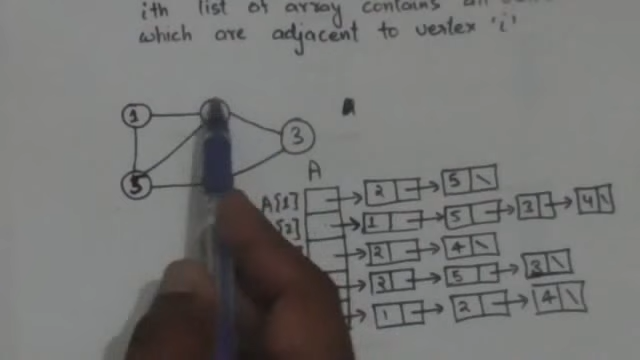 ith list of array contains
which are adjacent to vertex 'i'
1
3
5
A
A[1] 2 5
[2] 1 5 3 4
2 4
3 5 3
1 2 4